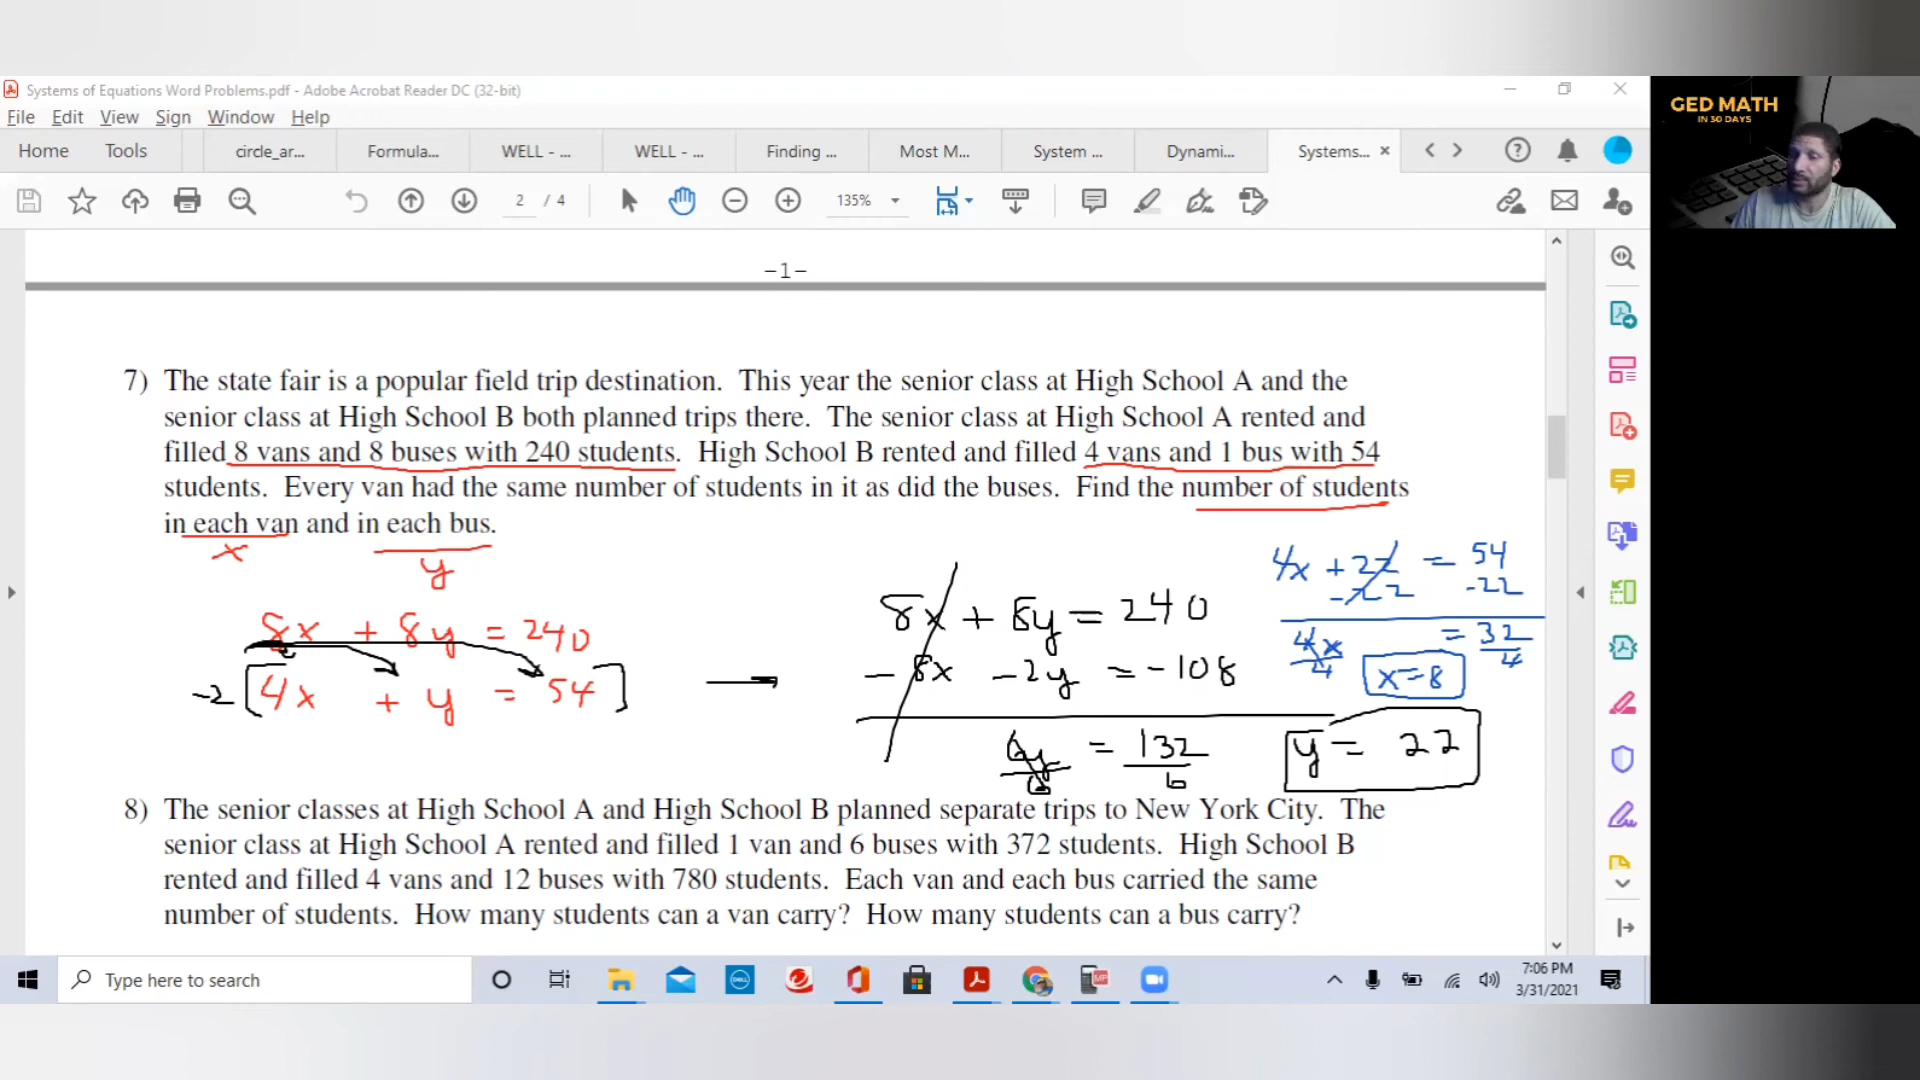 Systems of Equations Word Problems.pdf - Adobe Acrobat Reader DC (32-bit)
File Edit View Sign Window Help
Home Tools circle_ar... Formula... WELL - ... WELL - ... Finding ... Most M... System ... Dynami... Systems... ×
2 / 4 135%
GED MATH
IN 30 DAYS
-1-
7) The state fair is a popular field trip destination. This year the senior class at High School A and the
senior class at High School B both planned trips there. The senior class at High School A rented and
filled 8 vans and 8 buses with 240 students. High School B rented and filled 4 vans and 1 bus with 54
students. Every van had the same number of students in it as did the buses. Find the number of students
in each van and in each bus.
x y
8x + 8y = 240
-2 [4x + y = 54]
8x + 8y = 240
- 8x - 2y = -108
6y = 132
6 6
y = 22
4x + 22 = 54
-22 -22
4x = 32
4 4
x = 8
8) The senior classes at High School A and High School B planned separate trips to New York City. The
senior class at High School A rented and filled 1 van and 6 buses with 372 students. High School B
rented and filled 4 vans and 12 buses with 780 students. Each van and each bus carried the same
number of students. How many students can a van carry? How many students can a bus carry?
Type here to search
7:06 PM
3/31/2021